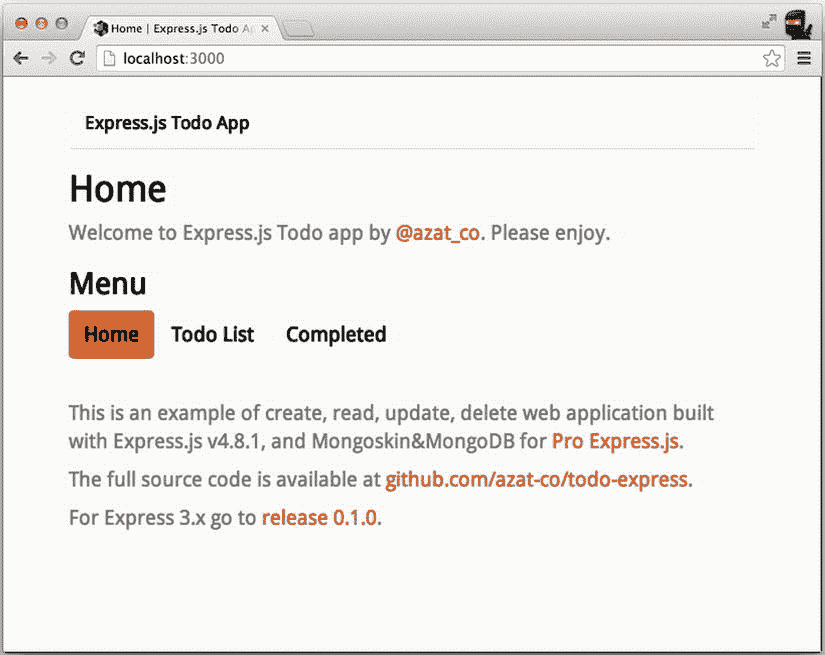 Home | Express.js Todo Ap
localhost:3000
Express.js Todo App
Home
Welcome to Express.js Todo app by @azat_co. Please enjoy.
Menu
Home Todo List Completed
This is an example of create, read, update, delete web application built
with Express.js v4.8.1, and Mongoskin&MongoDB for Pro Express.js.
The full source code is available at github.com/azat-co/todo-express.
For Express 3.x go to release 0.1.0.